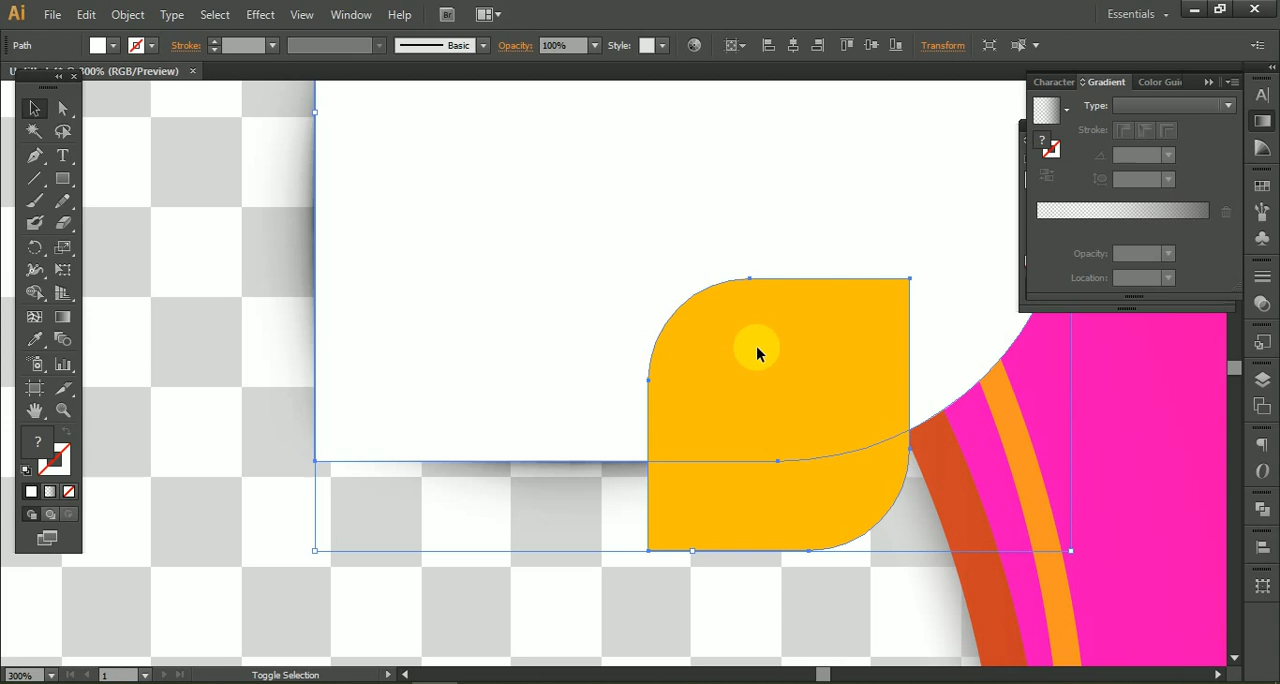 Ai File Edit Object Type Select Effect View Window Help Br Essentials
Path Stroke: Basic Opacity: 100% Style: Transform
300% (RGB/Preview) ×
Character Gradient Color Gui
Type:
Stroke:
Opacity:
Location:
?
?
300% 1 Toggle Selection